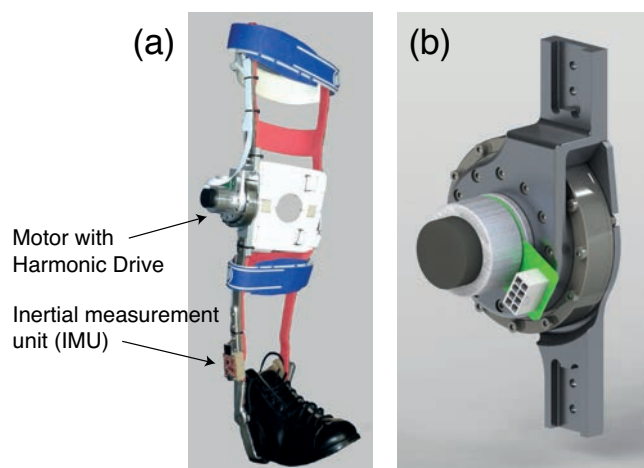 (a)
(b)
Motor with
Harmonic Drive
Inertial measurement
unit (IMU)